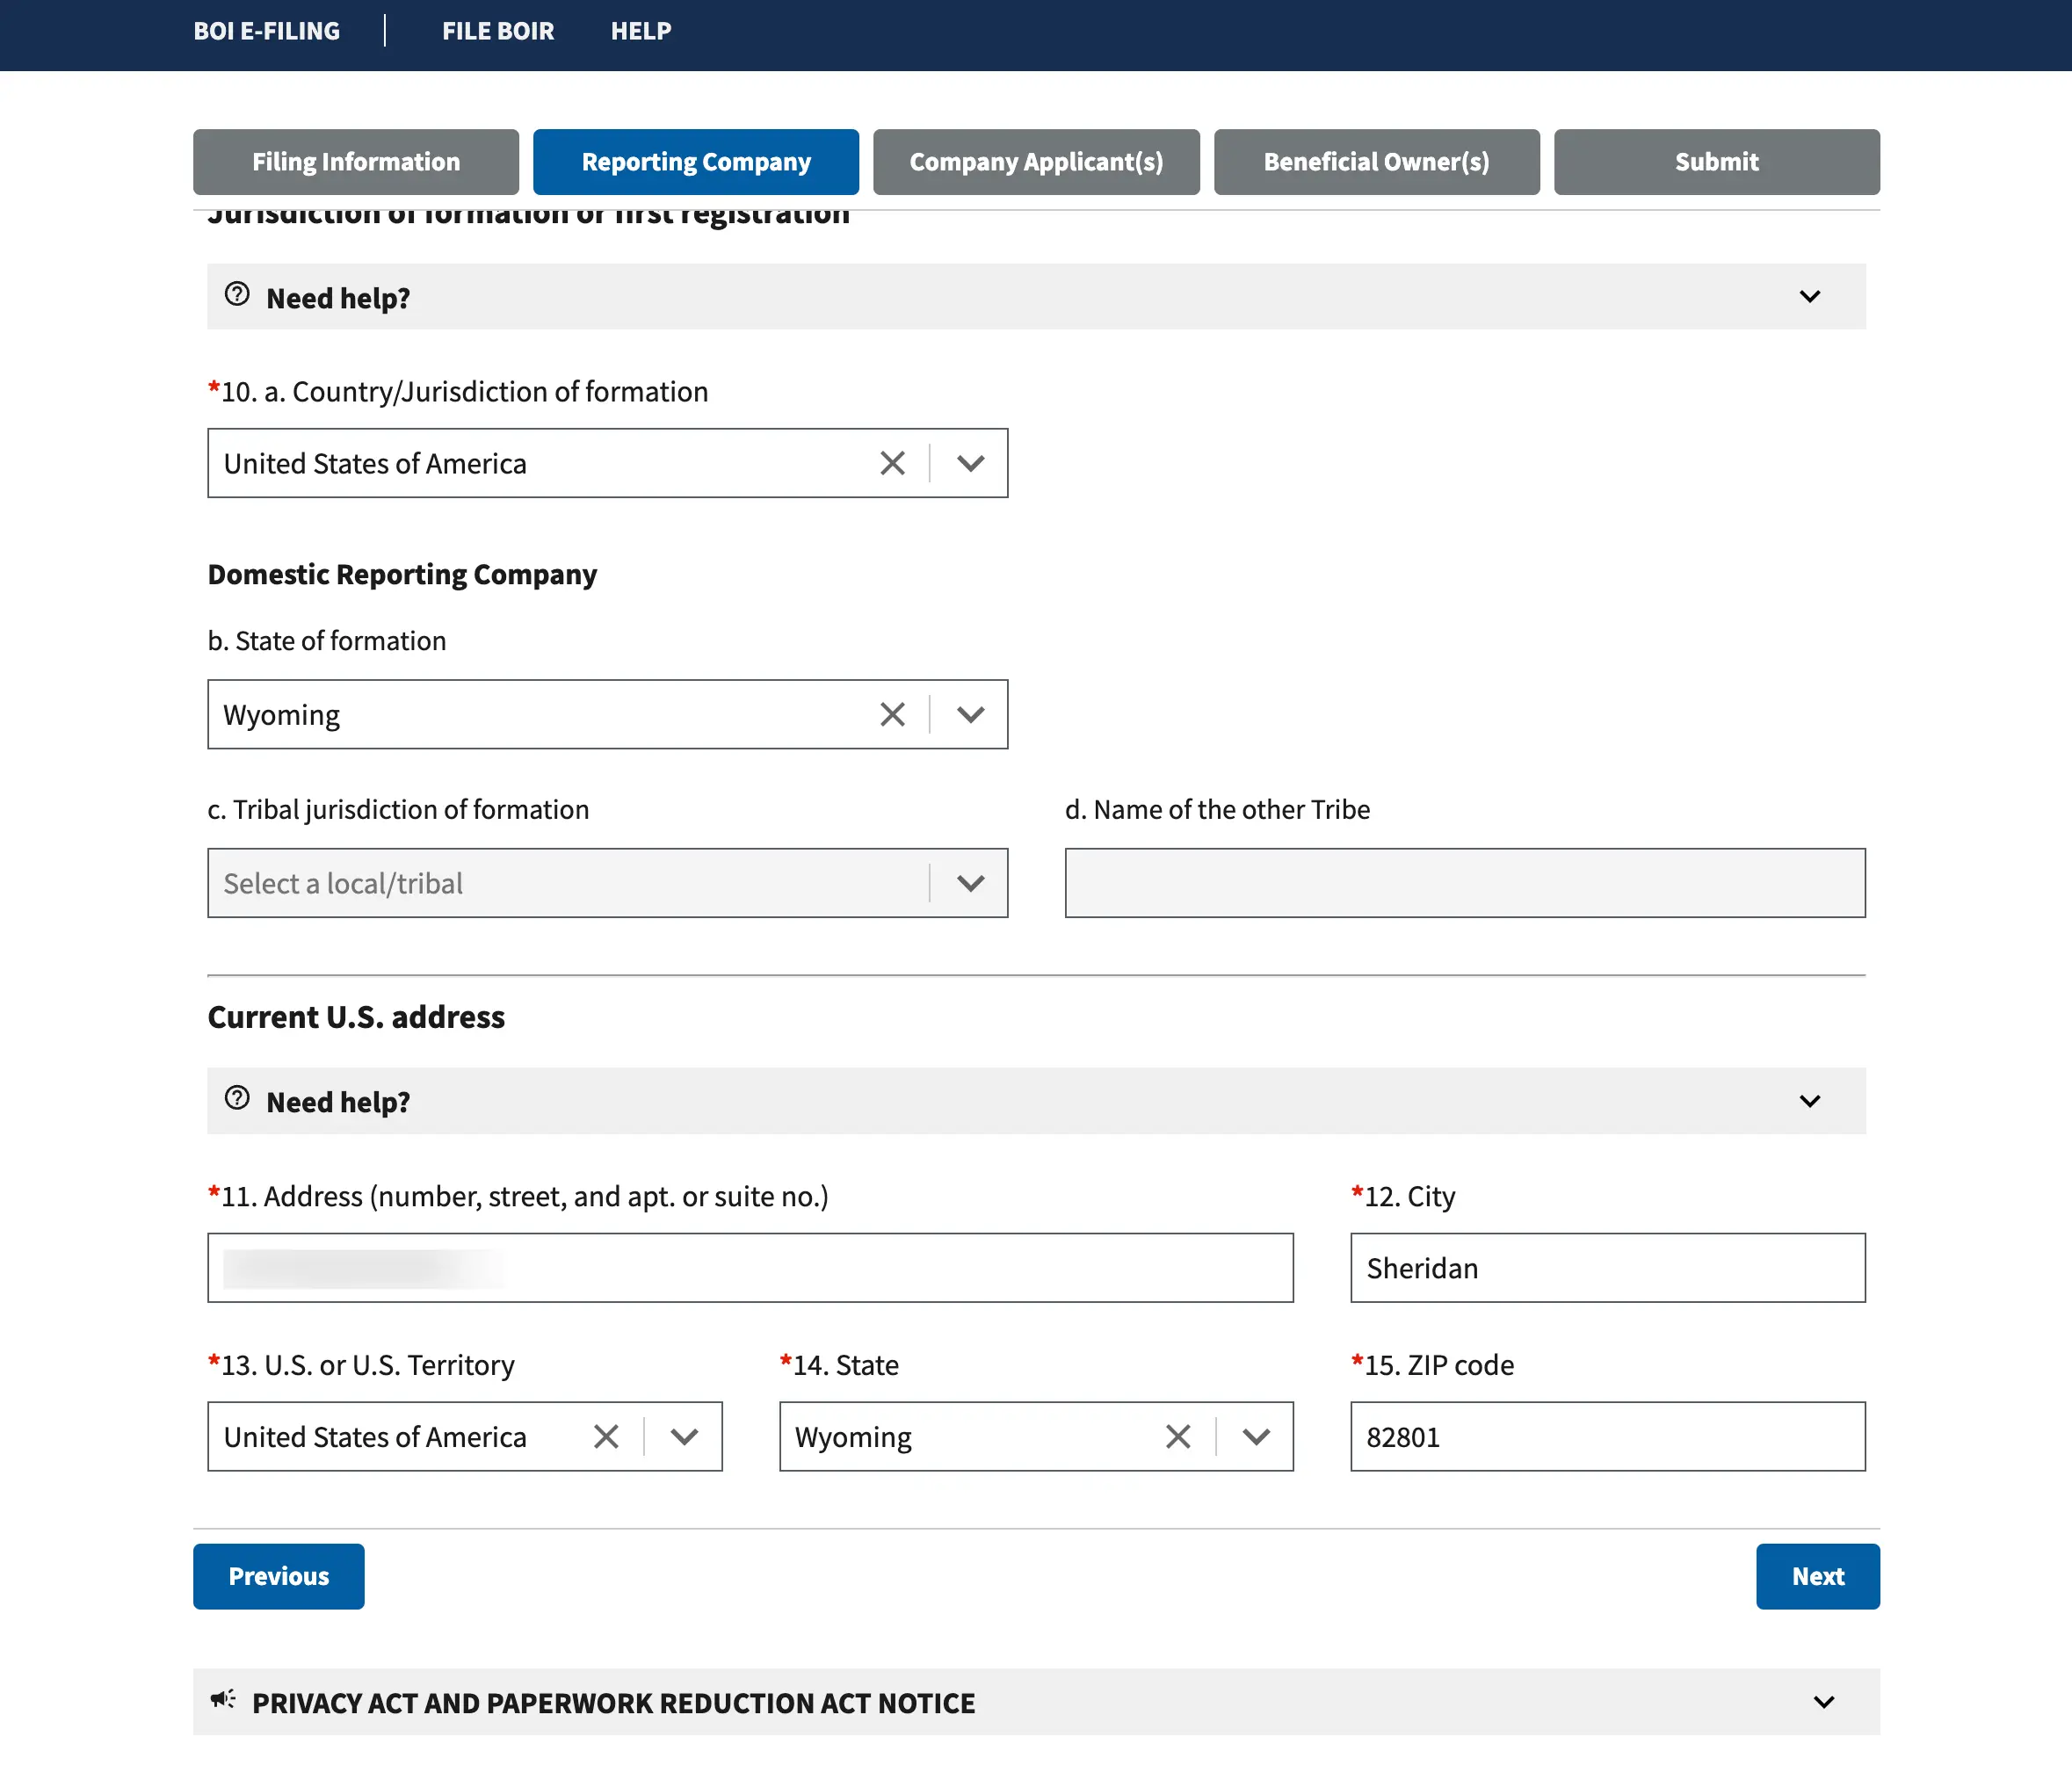 BOI E-FILING FILE BOIR HELP
Filing Information Reporting Company Company Applicant(s) Beneficial Owner(s) Submit
Jurisdiction of formation or first registration
Need help?
*10. a. Country/Jurisdiction of formation
United States of America
Domestic Reporting Company
b. State of formation
Wyoming
c. Tribal jurisdiction of formation d. Name of the other Tribe
Select a local/tribal
Current U.S. address
Need help?
*11. Address (number, street, and apt. or suite no.) *12. City
Sheridan
*13. U.S. or U.S. Territory *14. State *15. ZIP code
United States of America Wyoming 82801
Previous Next
PRIVACY ACT AND PAPERWORK REDUCTION ACT NOTICE